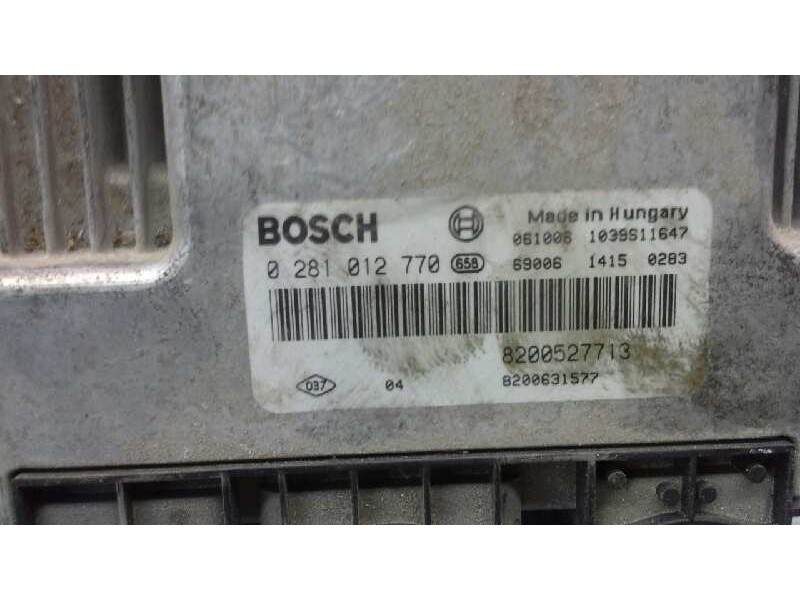 BOSCH Made in Hungary
061006 1039S11647
0 281 012 770 658 69006 1415 0283
8200527713
037 04 8200631577